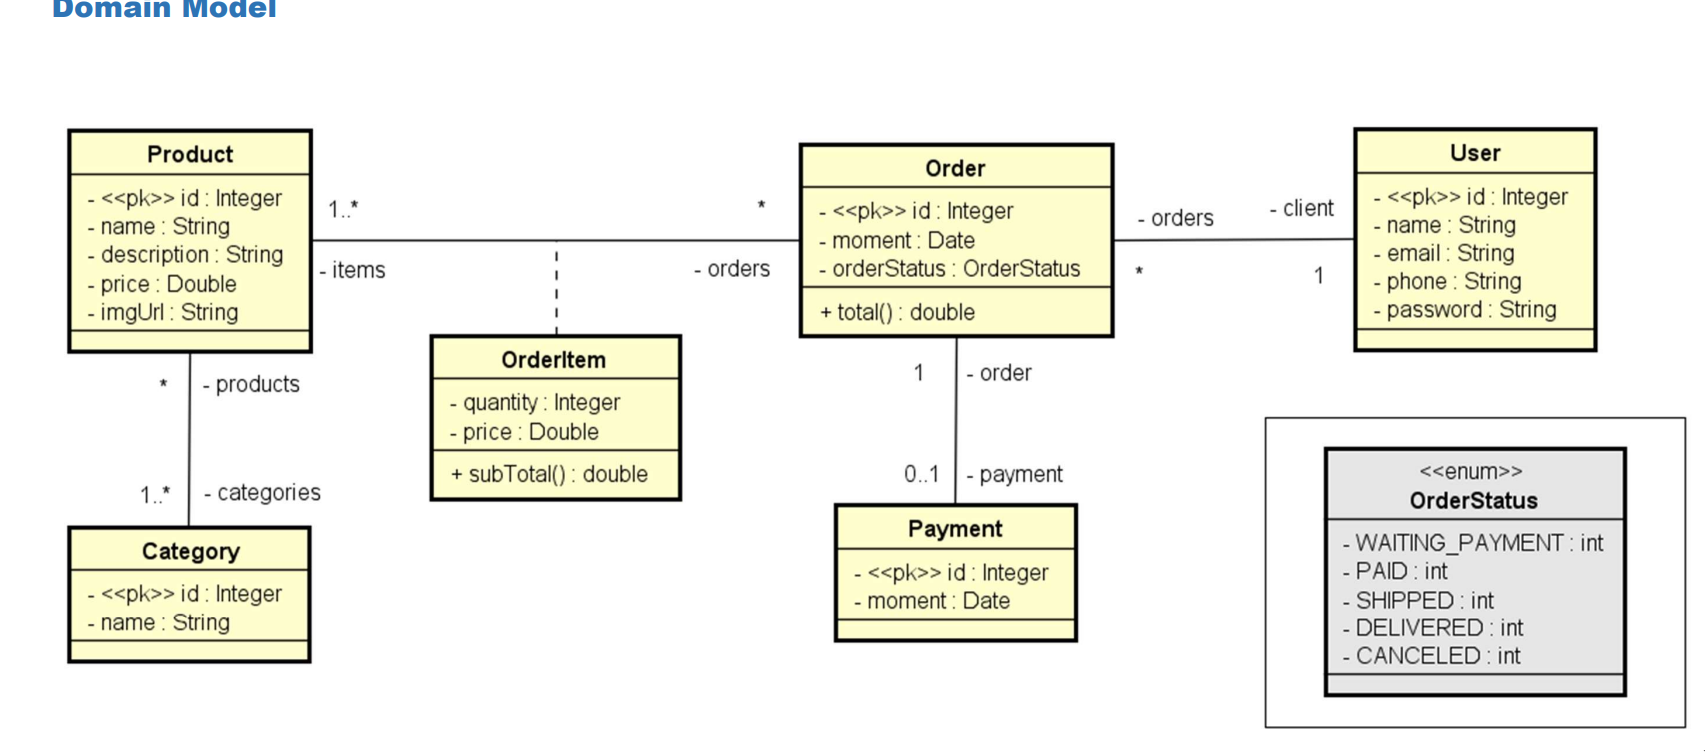 Domain Model
Product
- <<pk>> id : Integer
- name : String
- description : String
- price : Double
- imgUrl : String
1..*
- items
*
- orders
Order
- <<pk>> id : Integer
- moment : Date
- orderStatus : OrderStatus
+ total() : double
- orders
*
- client
1
User
- <<pk>> id : Integer
- name : String
- email : String
- phone : String
- password : String
OrderItem
- quantity : Integer
- price : Double
+ subTotal() : double
* - products
1..* - categories
Category
- <<pk>> id : Integer
- name : String
1 - order
0..1 - payment
Payment
- <<pk>> id : Integer
- moment : Date
<<enum>>
OrderStatus
- WAITING_PAYMENT : int
- PAID : int
- SHIPPED : int
- DELIVERED : int
- CANCELED : int